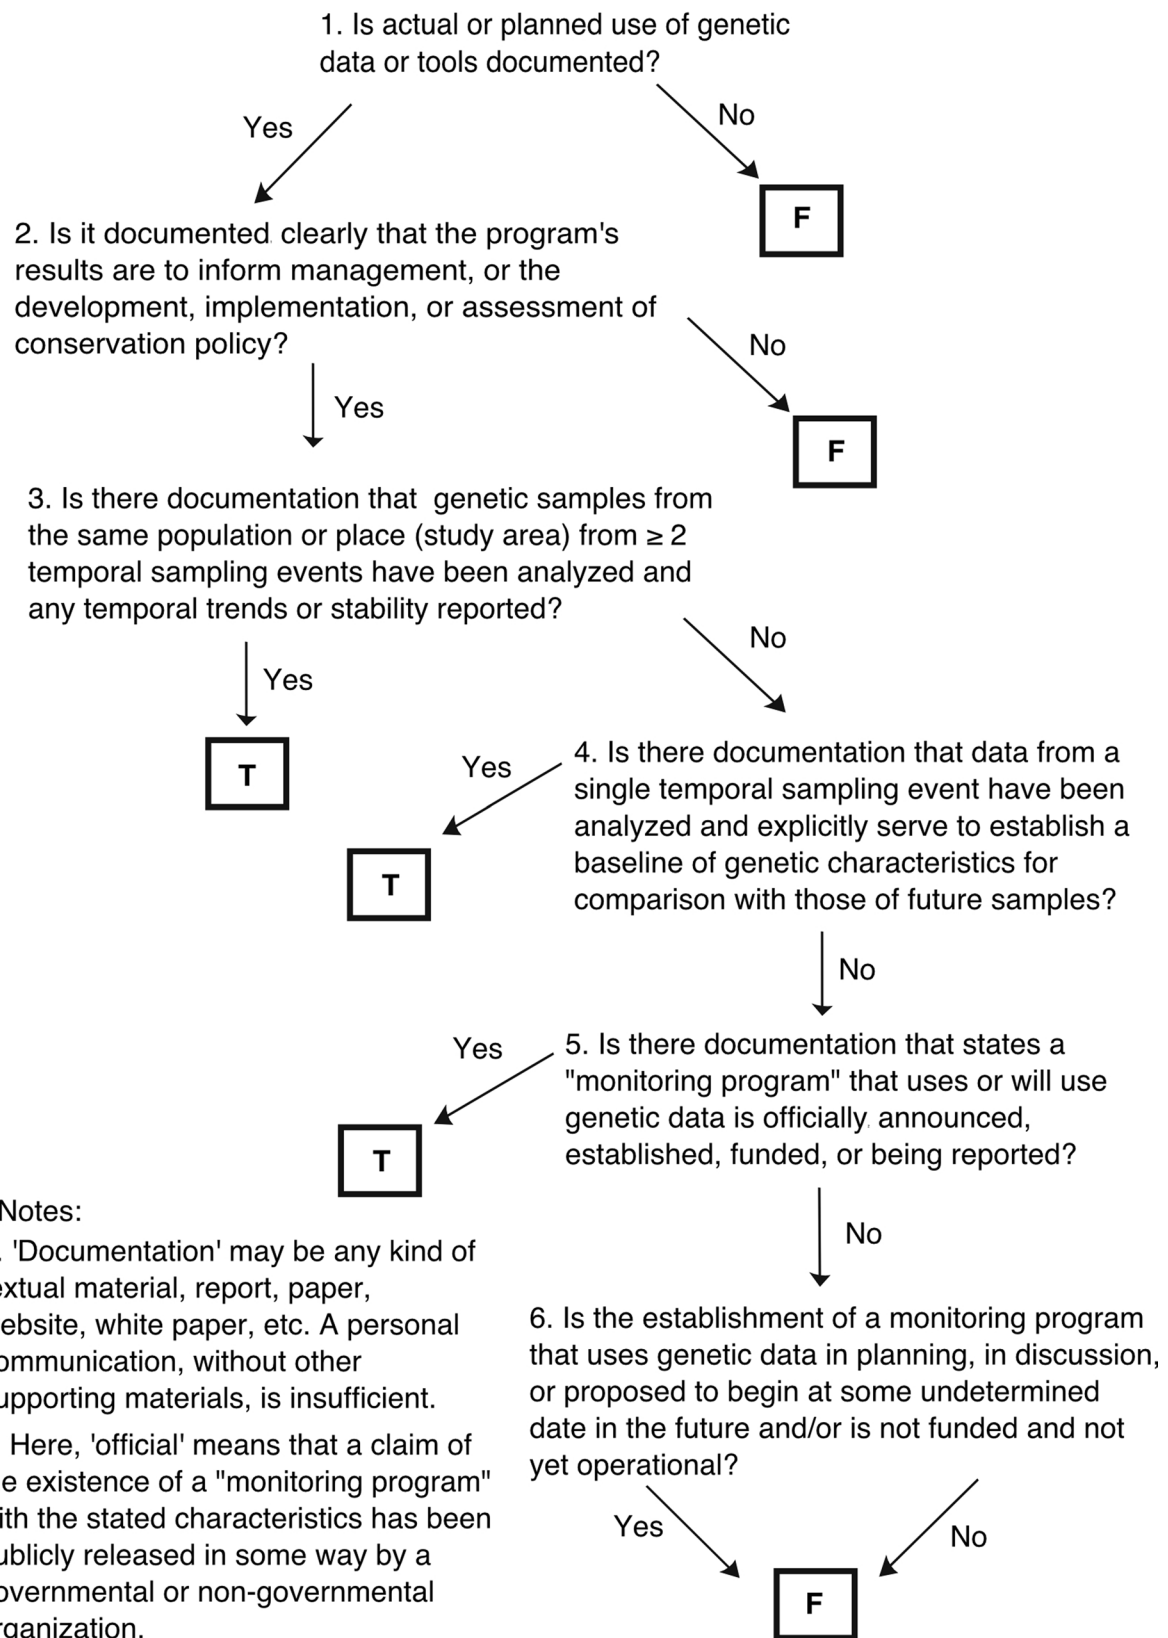 1. Is actual or planned use of genetic
data or tools documented?
Yes
No
F
2. Is it documented clearly that the program's
results are to inform management, or the
development, implementation, or assessment of
conservation policy?
No
Yes
F
3. Is there documentation that genetic samples from
the same population or place (study area) from ≥ 2
temporal sampling events have been analyzed and
any temporal trends or stability reported?
No
Yes
T
4. Is there documentation that data from a
single temporal sampling event have been
analyzed and explicitly serve to establish a
baseline of genetic characteristics for
comparison with those of future samples?
Yes
T
No
5. Is there documentation that states a
"monitoring program" that uses or will use
genetic data is officially announced,
established, funded, or being reported?
Yes
T
No
Notes:
. 'Documentation' may be any kind of
extual material, report, paper,
ebsite, white paper, etc. A personal
ommunication, without other
upporting materials, is insufficient.
Here, 'official' means that a claim of
e existence of a "monitoring program"
ith the stated characteristics has been
ublicly released in some way by a
overnmental or non-governmental
rganization.
6. Is the establishment of a monitoring program
that uses genetic data in planning, in discussion,
or proposed to begin at some undetermined
date in the future and/or is not funded and not
yet operational?
Yes
No
F